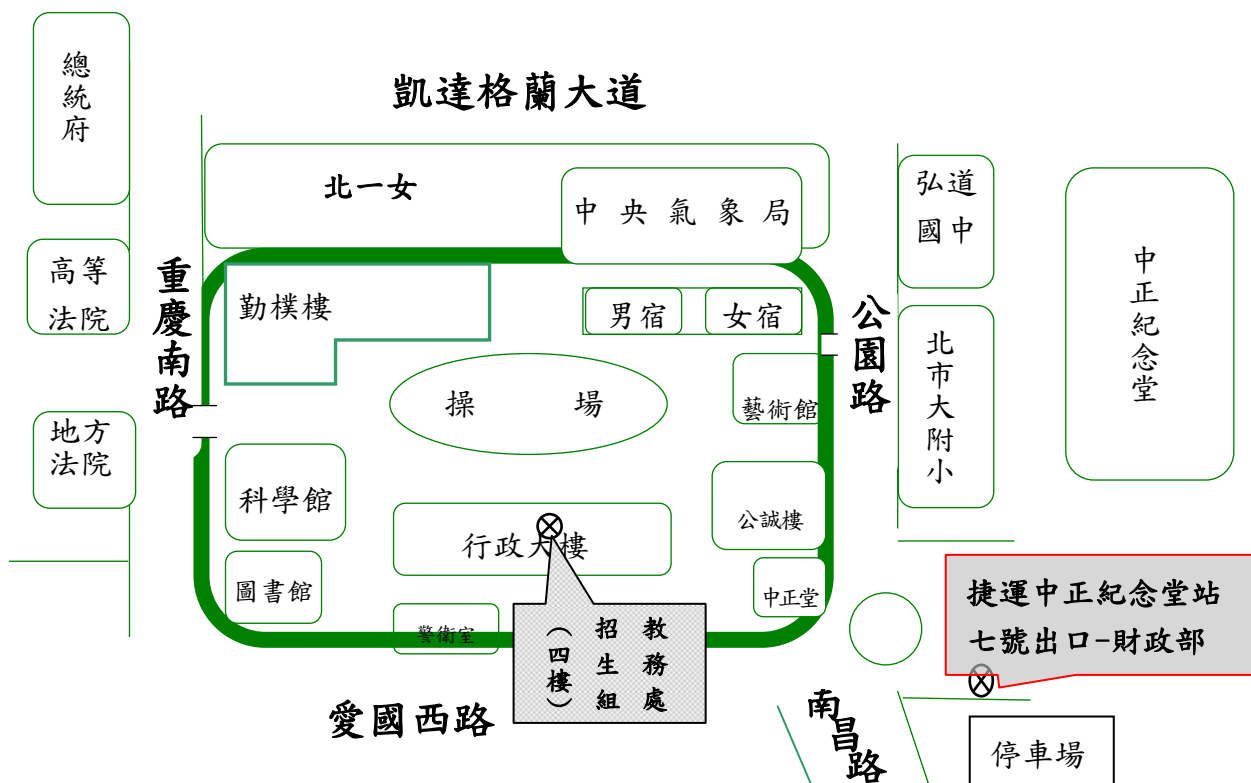 總統府
凱達格蘭大道
北一女
中央氣象局
弘道
國中
中正紀念堂
高等
法院
重慶南路
勤樸樓
男宿
女宿
公園路
北市大附小
操場
藝術館
地方
法院
科學館
公誠樓
行政大樓
圖書館
中正堂
警衛室
教務處
招生組
（四樓）
捷運中正紀念堂站
七號出口-財政部
愛國西路
南昌路
停車場